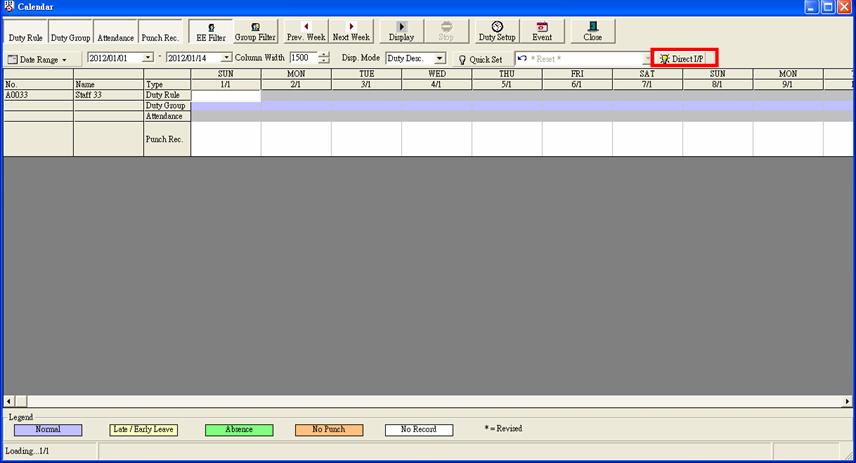 Calendar
Duty Rule Duty Group Attendance Punch Rec. EE Filter Group Filter Prev. Week Next Week Display Stop Duty Setup Event Close
Date Range 2012/01/01 - 2012/01/14 Column Width 1500 Disp. Mode Duty Desc. Quick Set * Reset * Direct I/P
SUN MON TUE WED THU FRI SAT SUN MON
No. Name Type 1/1 2/1 3/1 4/1 5/1 6/1 7/1 8/1 9/1
A0033 Staff 33 Duty Rule
Duty Group
Attendance
Punch Rec.
Legend
Normal Late / Early Leave Absence No Punch No Record * = Revised
Loading...1/1